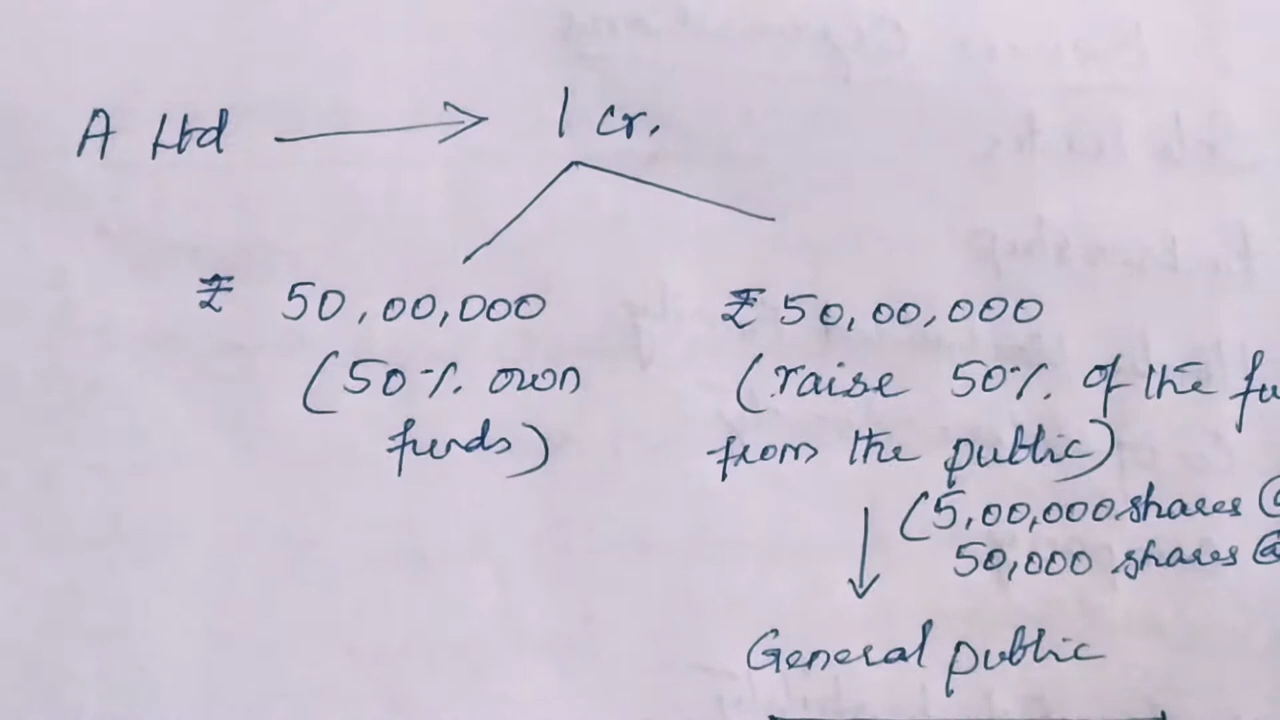 A Ltd → 1 cr.
₹ 50,00,000 ₹ 50,00,000
(50% own (raise 50% of the
funds) from the public)
(5,00,000 shares @
50,000 shares @
General public